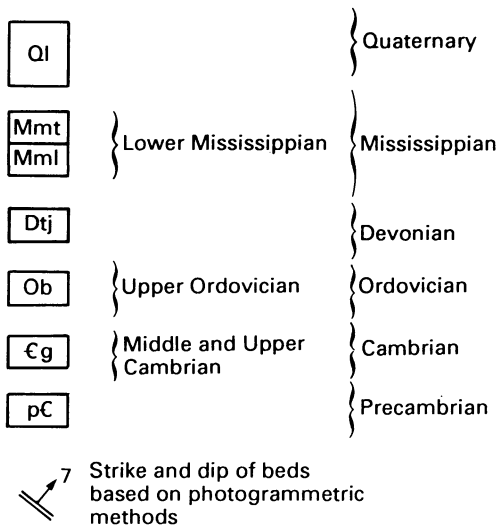 Ql
Quaternary
Mmt
Mml
Lower Mississippian
Mississippian
Dtj
Devonian
Ob
Upper Ordovician
Ordovician
€g
Middle and Upper
Cambrian
Cambrian
p€
Precambrian
7
Strike and dip of beds
based on photogrammetric
methods